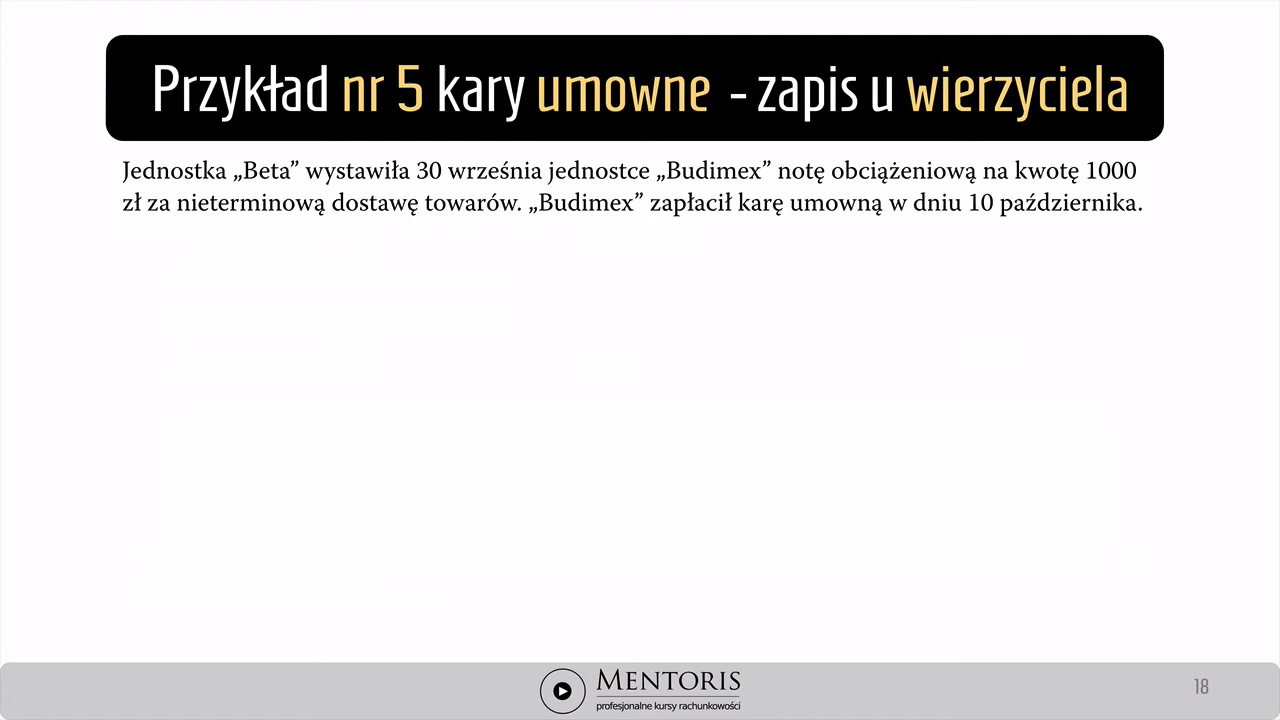 Przykład nr 5 kary umowne - zapis u wierzyciela
Jednostka „Beta” wystawiła 30 września jednostce „Budimex” notę obciążeniową na kwotę 1000
zł za nieterminową dostawę towarów. „Budimex” zapłacił karę umowną w dniu 10 października.
MENTORIS
profesjonalne kursy rachunkowości
18